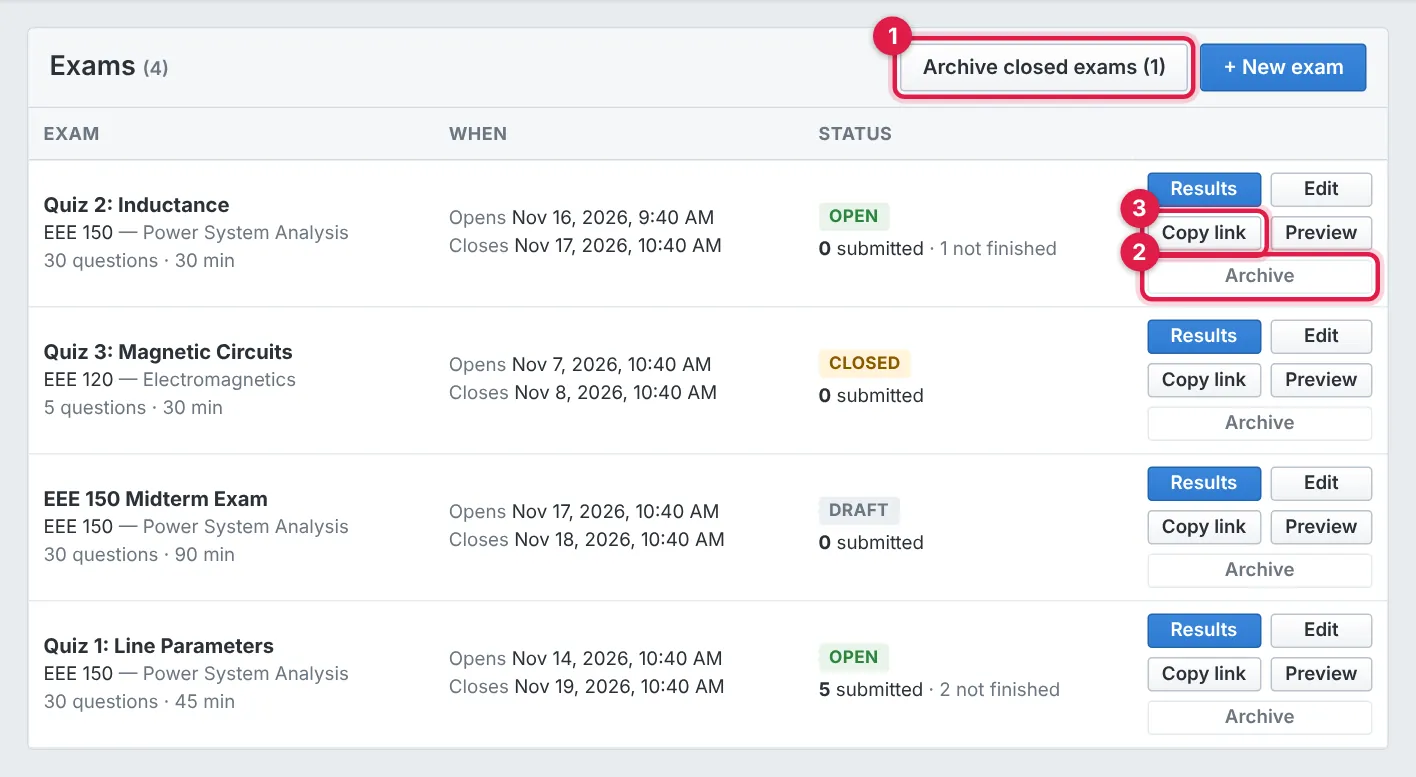 1
Exams (4)
Archive closed exams (1)
+ New exam
EXAM
WHEN
STATUS
Quiz 2: Inductance
EEE 150 — Power System Analysis
30 questions · 30 min
Opens Nov 16, 2026, 9:40 AM
Closes Nov 17, 2026, 10:40 AM
OPEN
0 submitted · 1 not finished
Results
Edit
3
Copy link
Preview
2
Archive
Quiz 3: Magnetic Circuits
EEE 120 — Electromagnetics
5 questions · 30 min
Opens Nov 7, 2026, 10:40 AM
Closes Nov 8, 2026, 10:40 AM
CLOSED
0 submitted
Results
Edit
Copy link
Preview
Archive
EEE 150 Midterm Exam
EEE 150 — Power System Analysis
30 questions · 90 min
Opens Nov 17, 2026, 10:40 AM
Closes Nov 18, 2026, 10:40 AM
DRAFT
0 submitted
Results
Edit
Copy link
Preview
Archive
Quiz 1: Line Parameters
EEE 150 — Power System Analysis
30 questions · 45 min
Opens Nov 14, 2026, 10:40 AM
Closes Nov 19, 2026, 10:40 AM
OPEN
5 submitted · 2 not finished
Results
Edit
Copy link
Preview
Archive